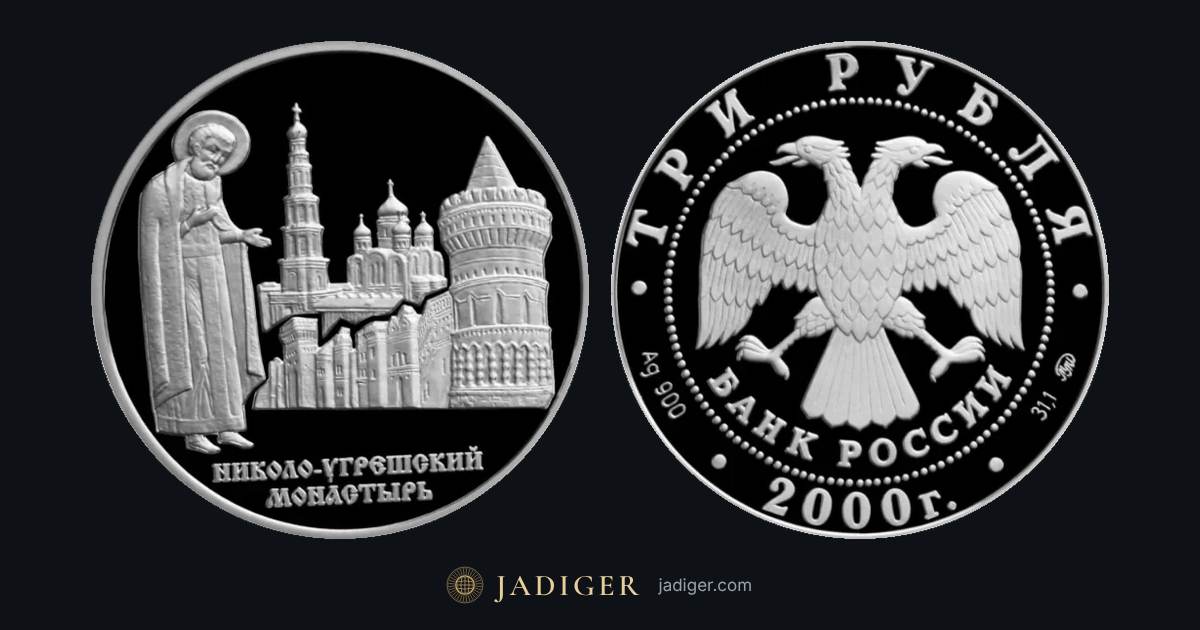 НИКОЛО-УГРЕШСКИЙ
МОНАСТЫРЬ
ТРИ РУБЛЯ
БАНК РОССИИ
Ag 900
31,1
2000г.
JADIGER
jadiger.com